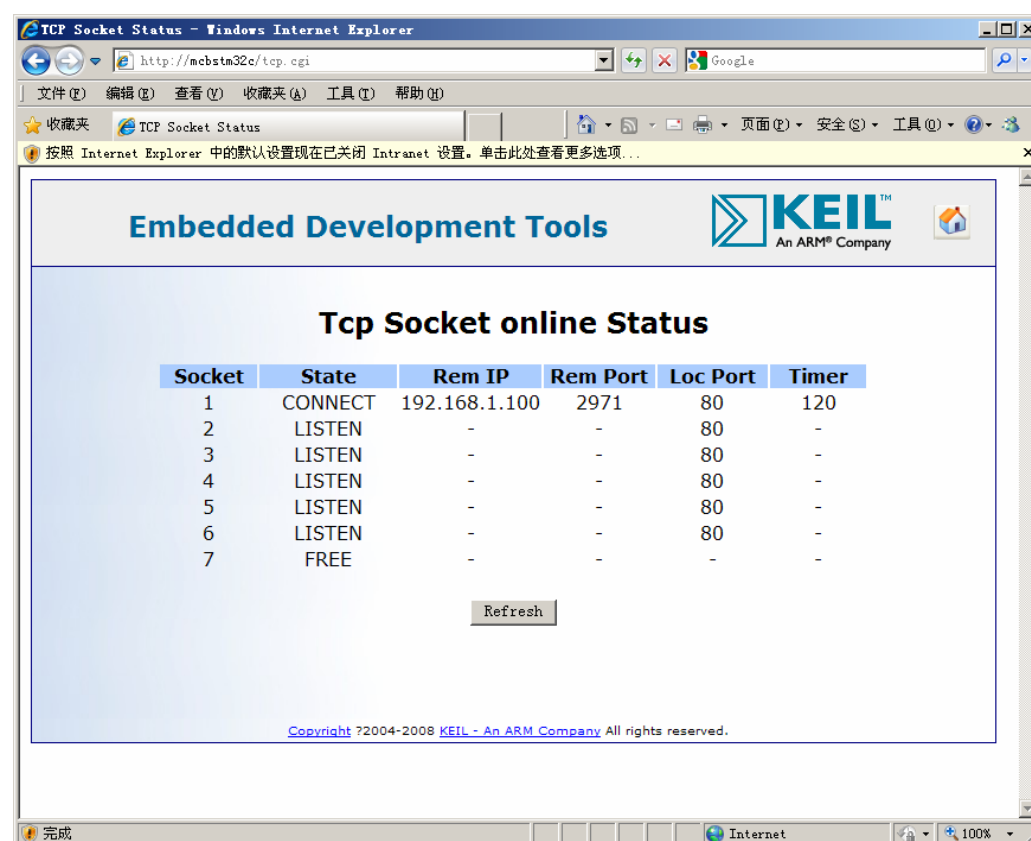 TCP Socket Status - Windows Internet Explorer
http://mcbstm32c/tcp.cgi Google
文件(F) 编辑(E) 查看(V) 收藏夹(A) 工具(T) 帮助(H)
收藏夹 TCP Socket Status 页面(P) 安全(S) 工具(O)
按照 Internet Explorer 中的默认设置现在已关闭 Intranet 设置。单击此处查看更多选项...
Embedded Development Tools KEIL™
An ARM® Company
Tcp Socket online Status
Socket State Rem IP Rem Port Loc Port Timer
1 CONNECT 192.168.1.100 2971 80 120
2 LISTEN - - 80 -
3 LISTEN - - 80 -
4 LISTEN - - 80 -
5 LISTEN - - 80 -
6 LISTEN - - 80 -
7 FREE - - - -
Refresh
Copyright ?2004-2008 KEIL - An ARM Company All rights reserved.
完成 Internet 100%